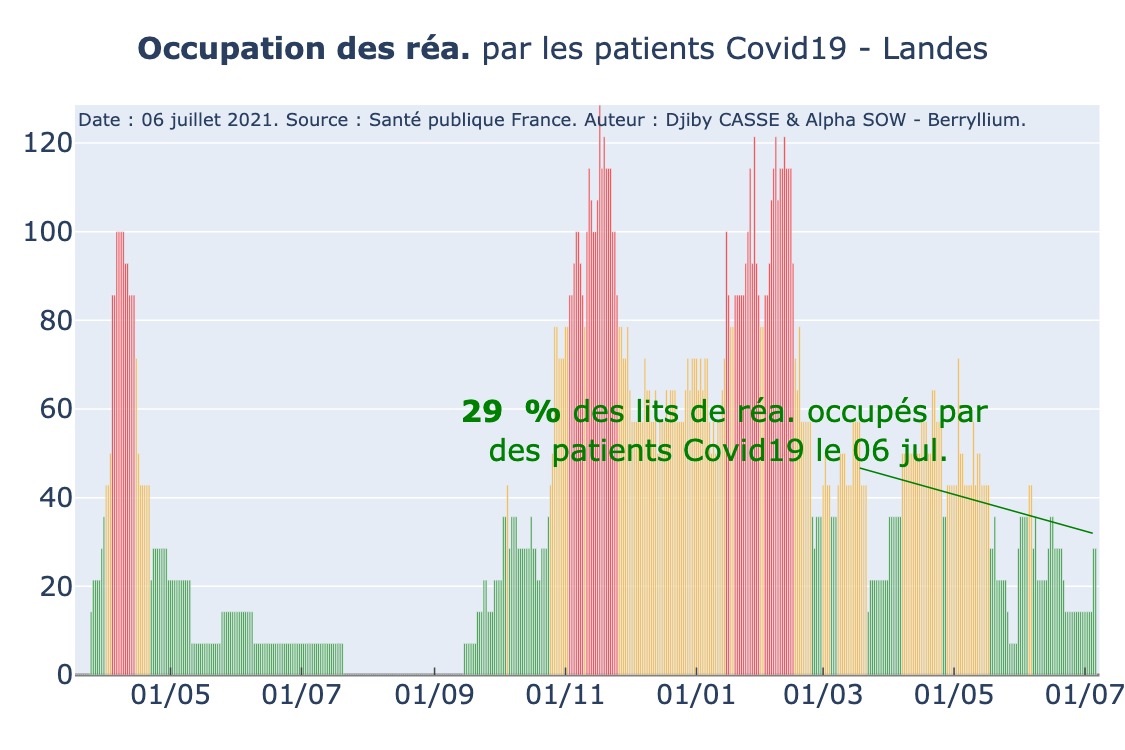 Occupation des réa. par les patients Covid19 - Landes
Date : 06 juillet 2021. Source : Santé publique France. Auteur : Djiby CASSE & Alpha SOW - Berryllium.
120
100
80
60
40
20
0
29 % des lits de réa. occupés par
des patients Covid19 le 06 jul.
01/05 01/07 01/09 01/11 01/01 01/03 01/05 01/07